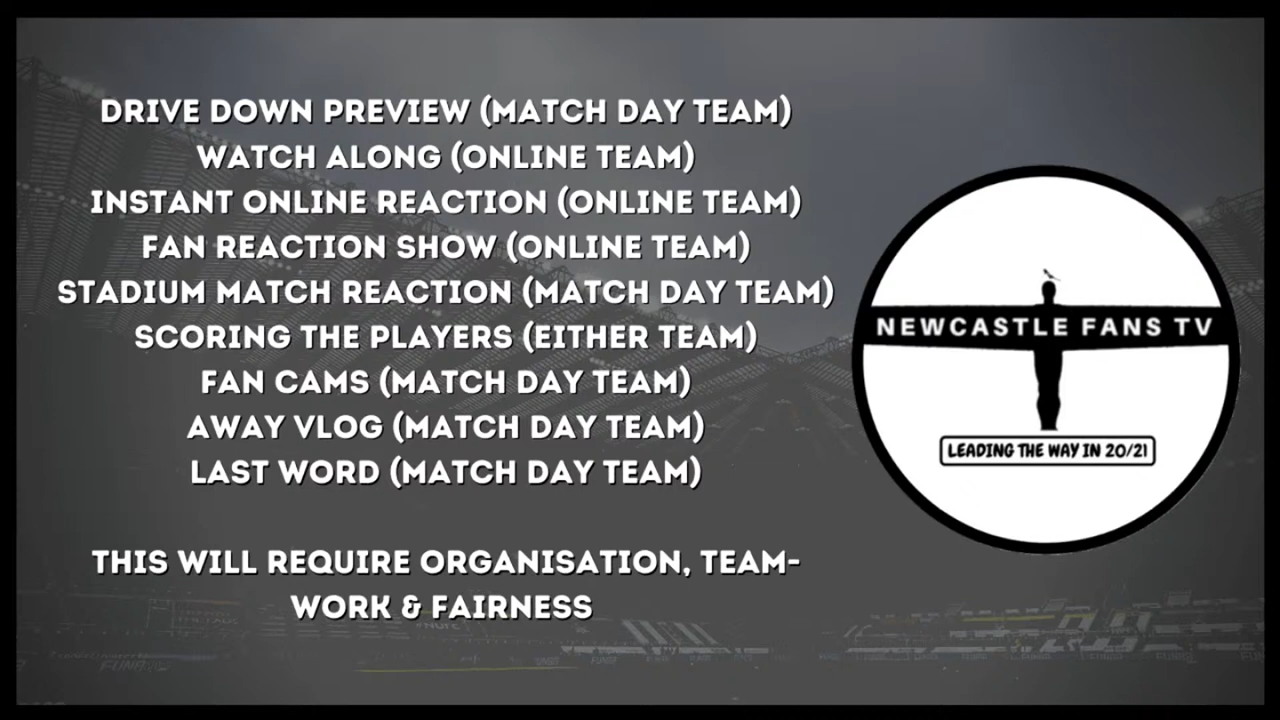 DRIVE DOWN PREVIEW (MATCH DAY TEAM)
WATCH ALONG (ONLINE TEAM)
INSTANT ONLINE REACTION (ONLINE TEAM)
FAN REACTION SHOW (ONLINE TEAM)
STADIUM MATCH REACTION (MATCH DAY TEAM)
SCORING THE PLAYERS (EITHER TEAM)
FAN CAMS (MATCH DAY TEAM)
AWAY VLOG (MATCH DAY TEAM)
LAST WORD (MATCH DAY TEAM)
THIS WILL REQUIRE ORGANISATION, TEAM-
WORK & FAIRNESS
NEWCASTLE FANS TV
LEADING THE WAY IN 20/21